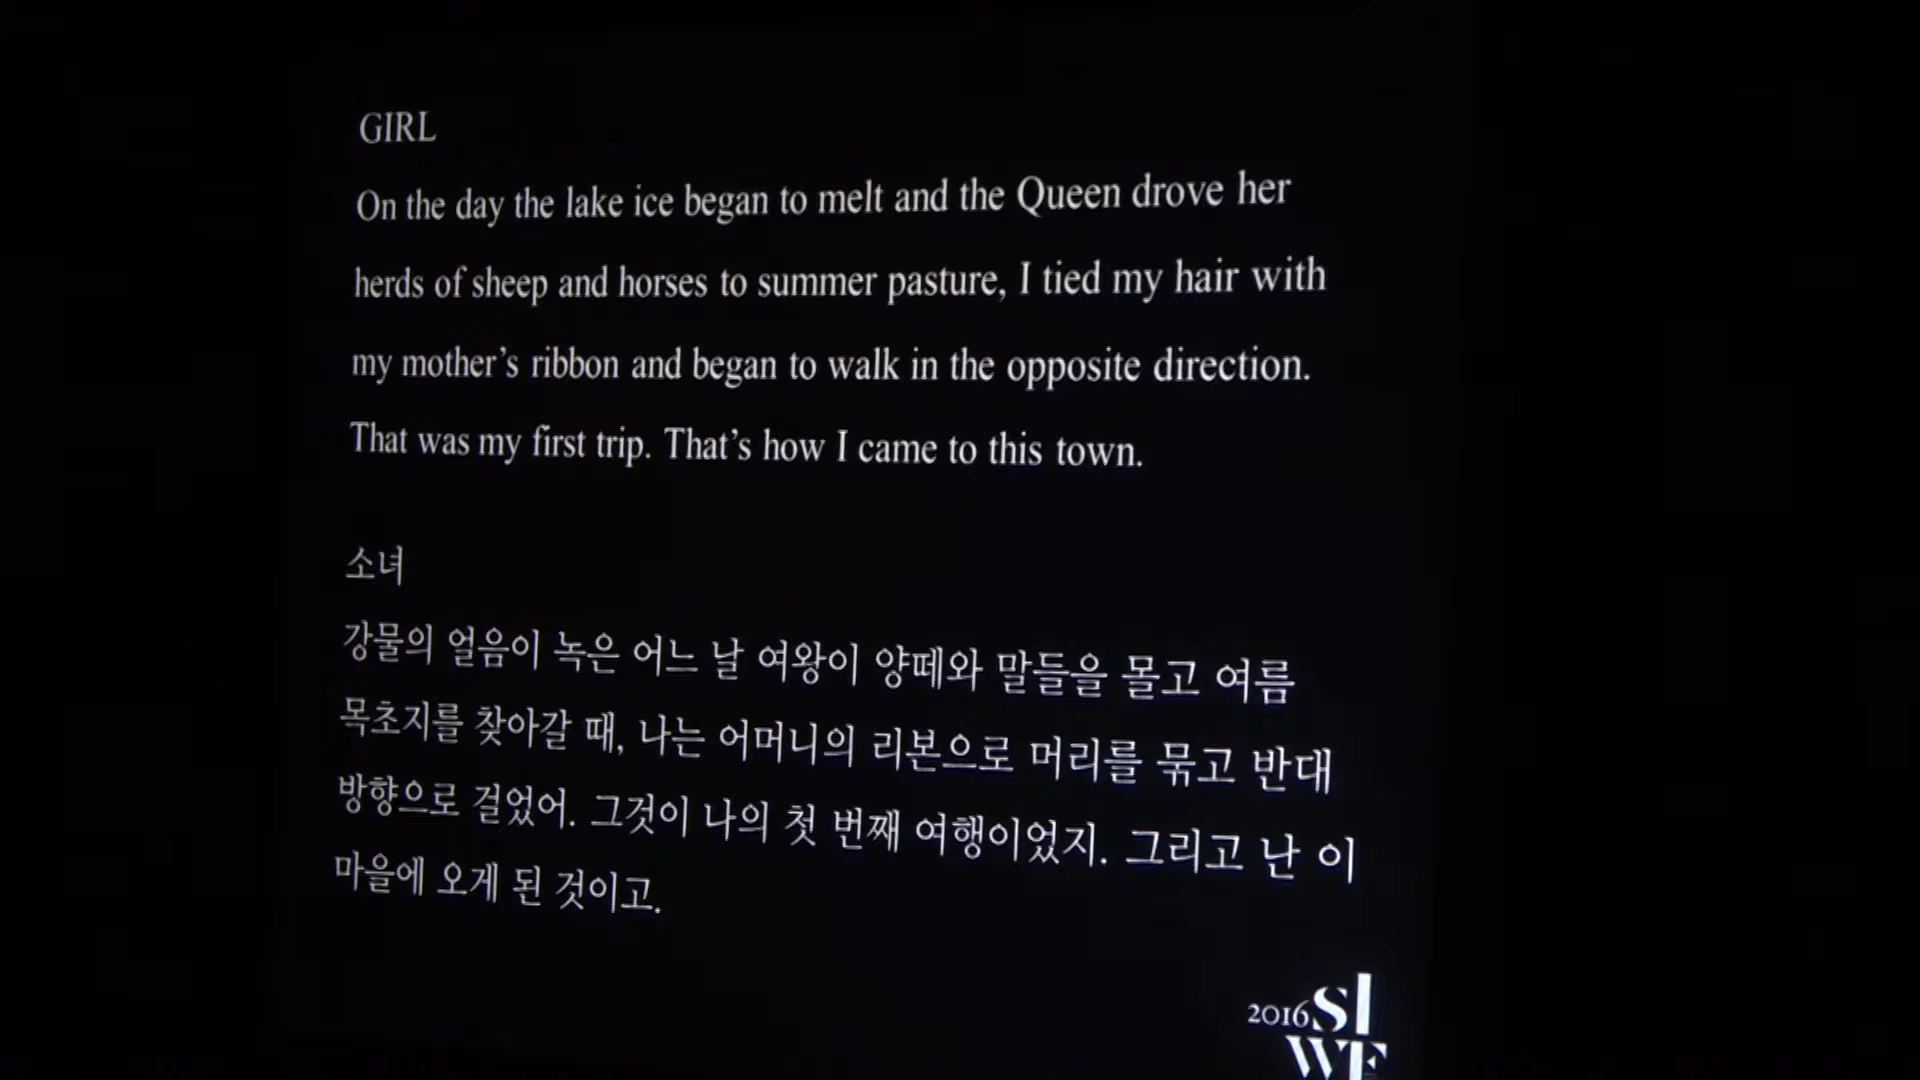 GIRL
On the day the lake ice began to melt and the Queen drove her
herds of sheep and horses to summer pasture, I tied my hair with
my mother’s ribbon and began to walk in the opposite direction.
That was my first trip. That’s how I came to this town.
소녀
강물의 얼음이 녹은 어느 날 여왕이 양떼와 말들을 몰고 여름
목초지를 찾아갈 때, 나는 어머니의 리본으로 머리를 묶고 반대
방향으로 걸었어. 그것이 나의 첫 번째 여행이었지. 그리고 난 이
마을에 오게 된 것이고.
2016 SI
WF